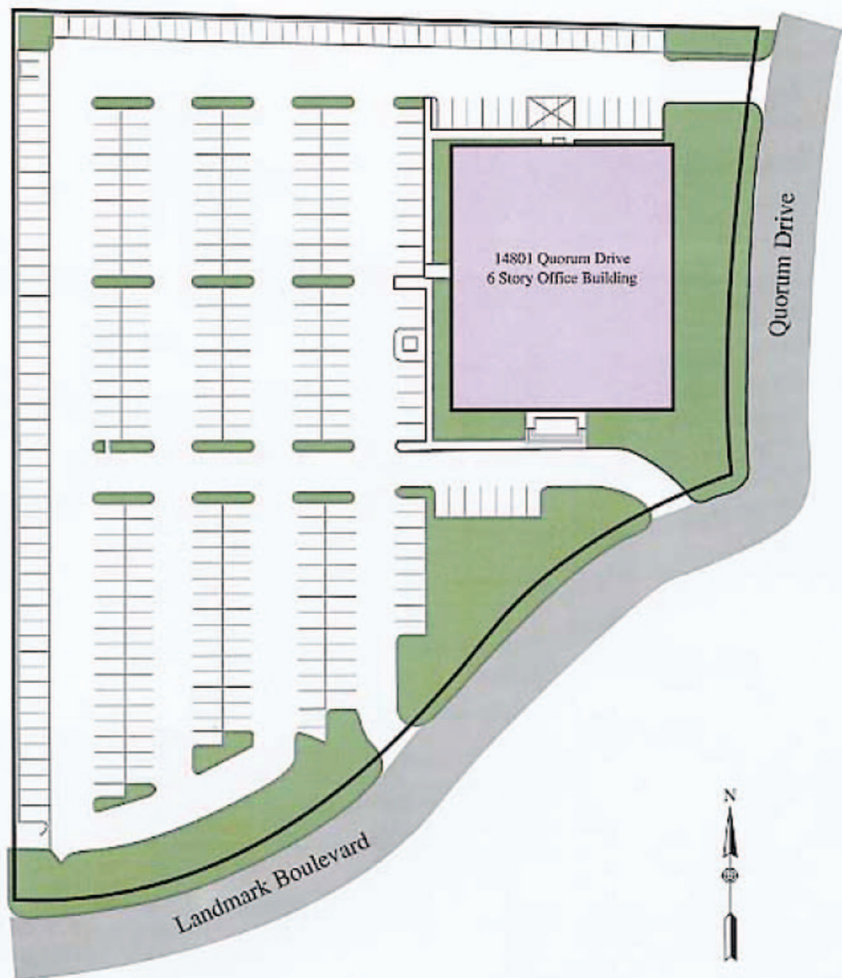 14801 Quorum Drive
6 Story Office Building
Quorum Drive
Landmark Boulevard
N